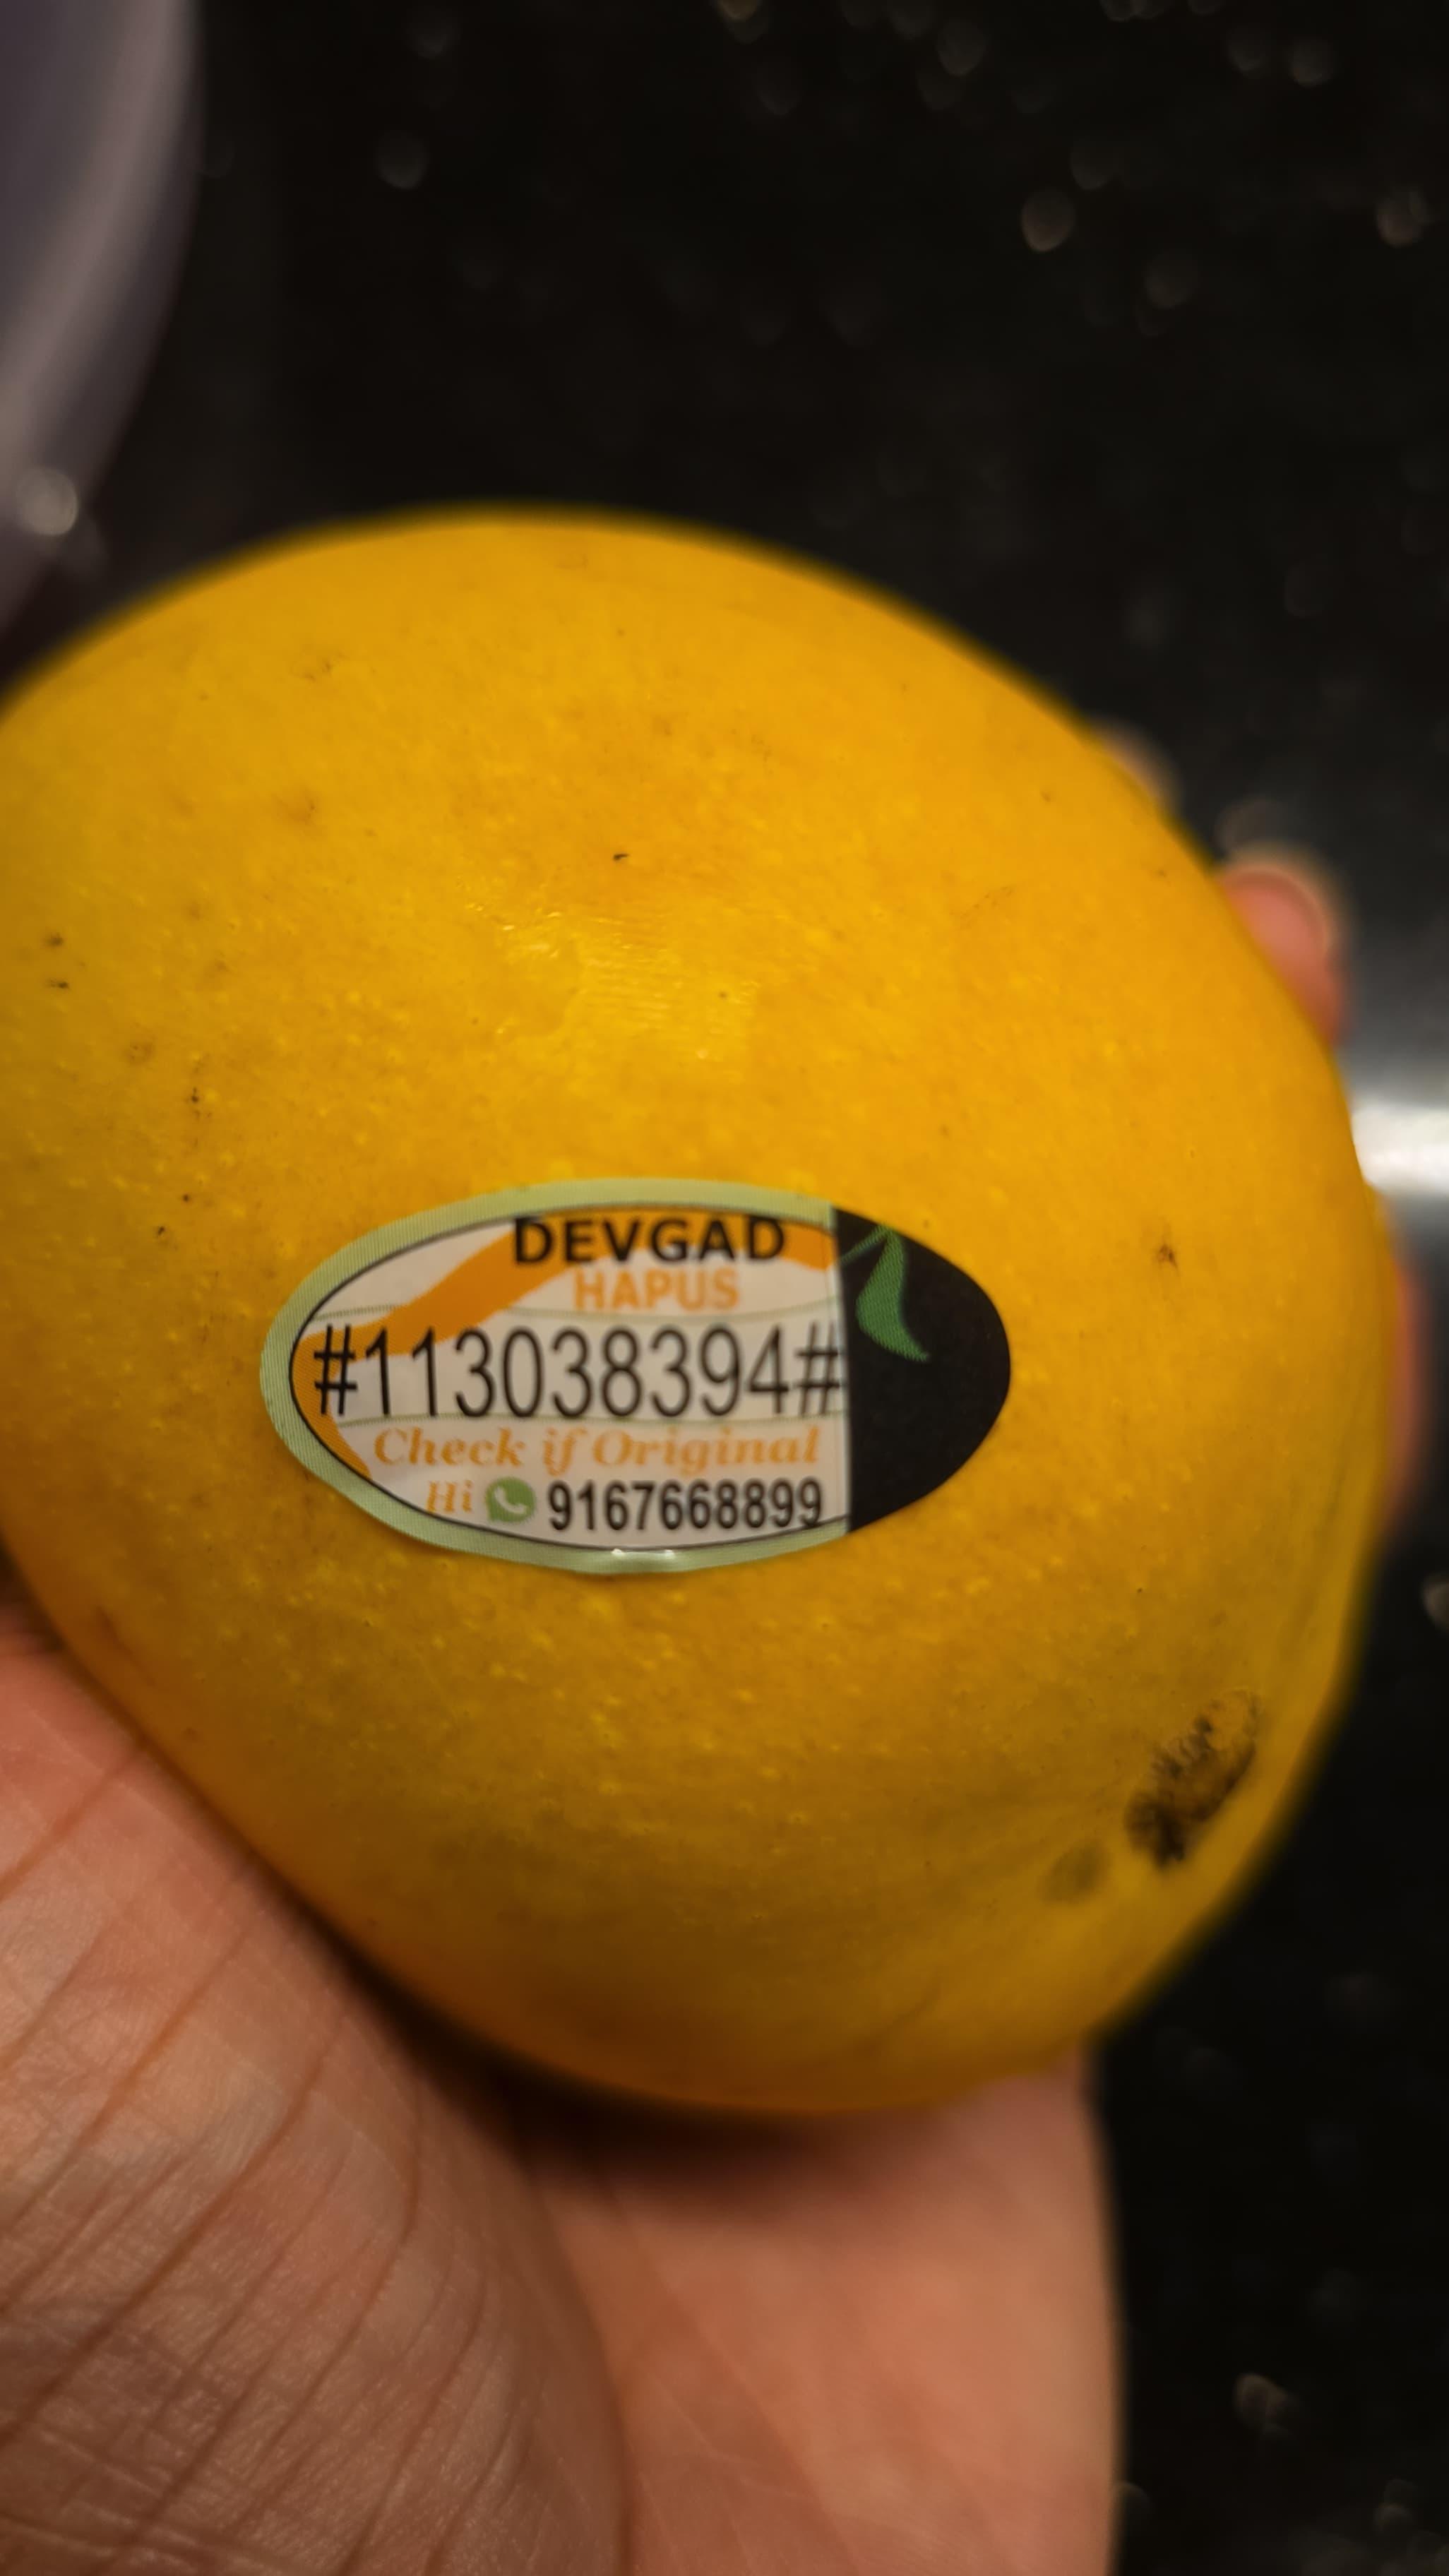 DEVGAD
HAPUS
#113038394#
Check if Original
Hi 9167668899